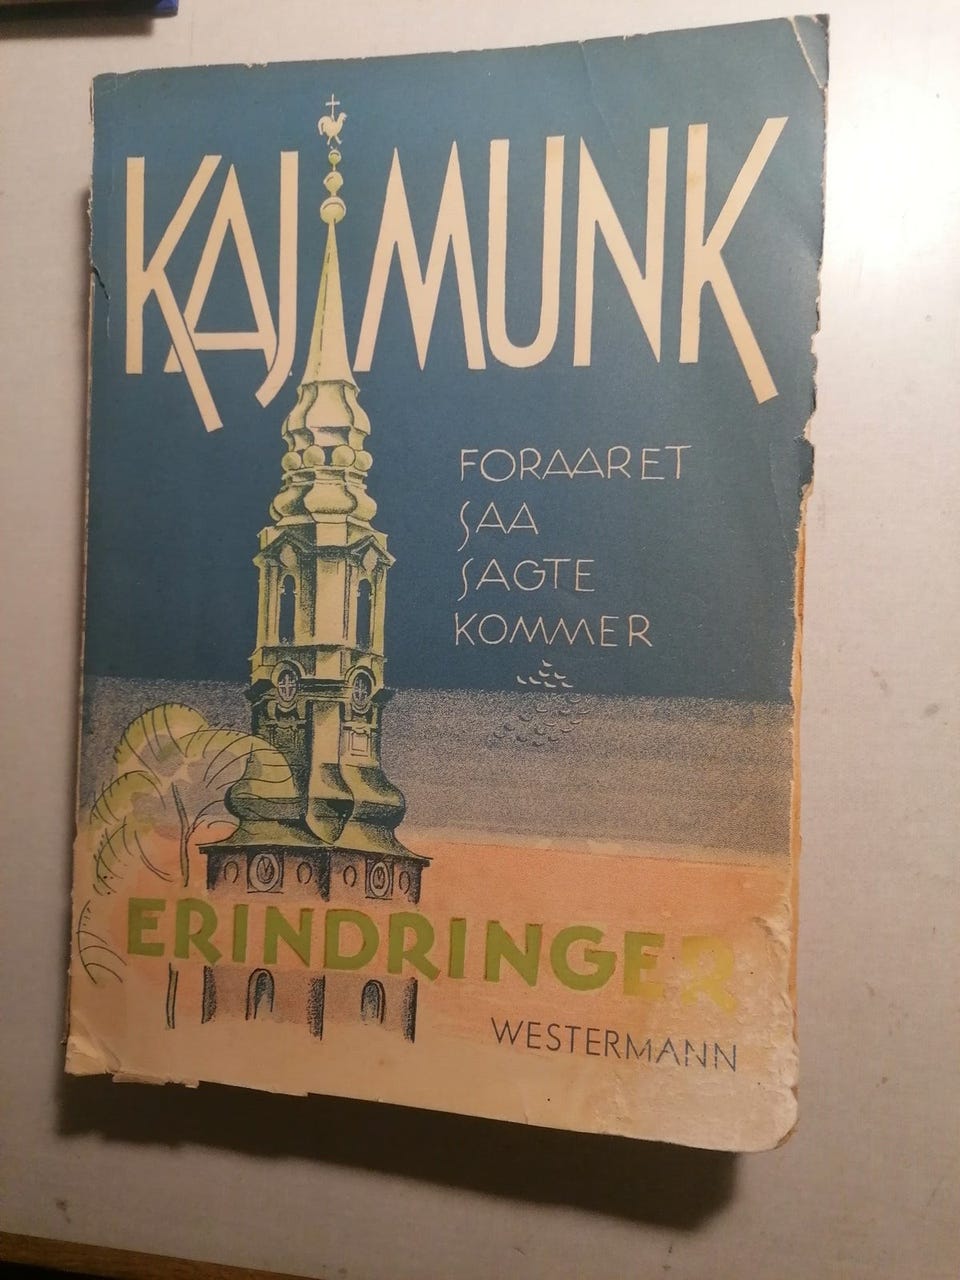 KAJ MUNK
FORAARET
SAA
SAGTE
KOMMER
ERINDRINGER
WESTERMANN